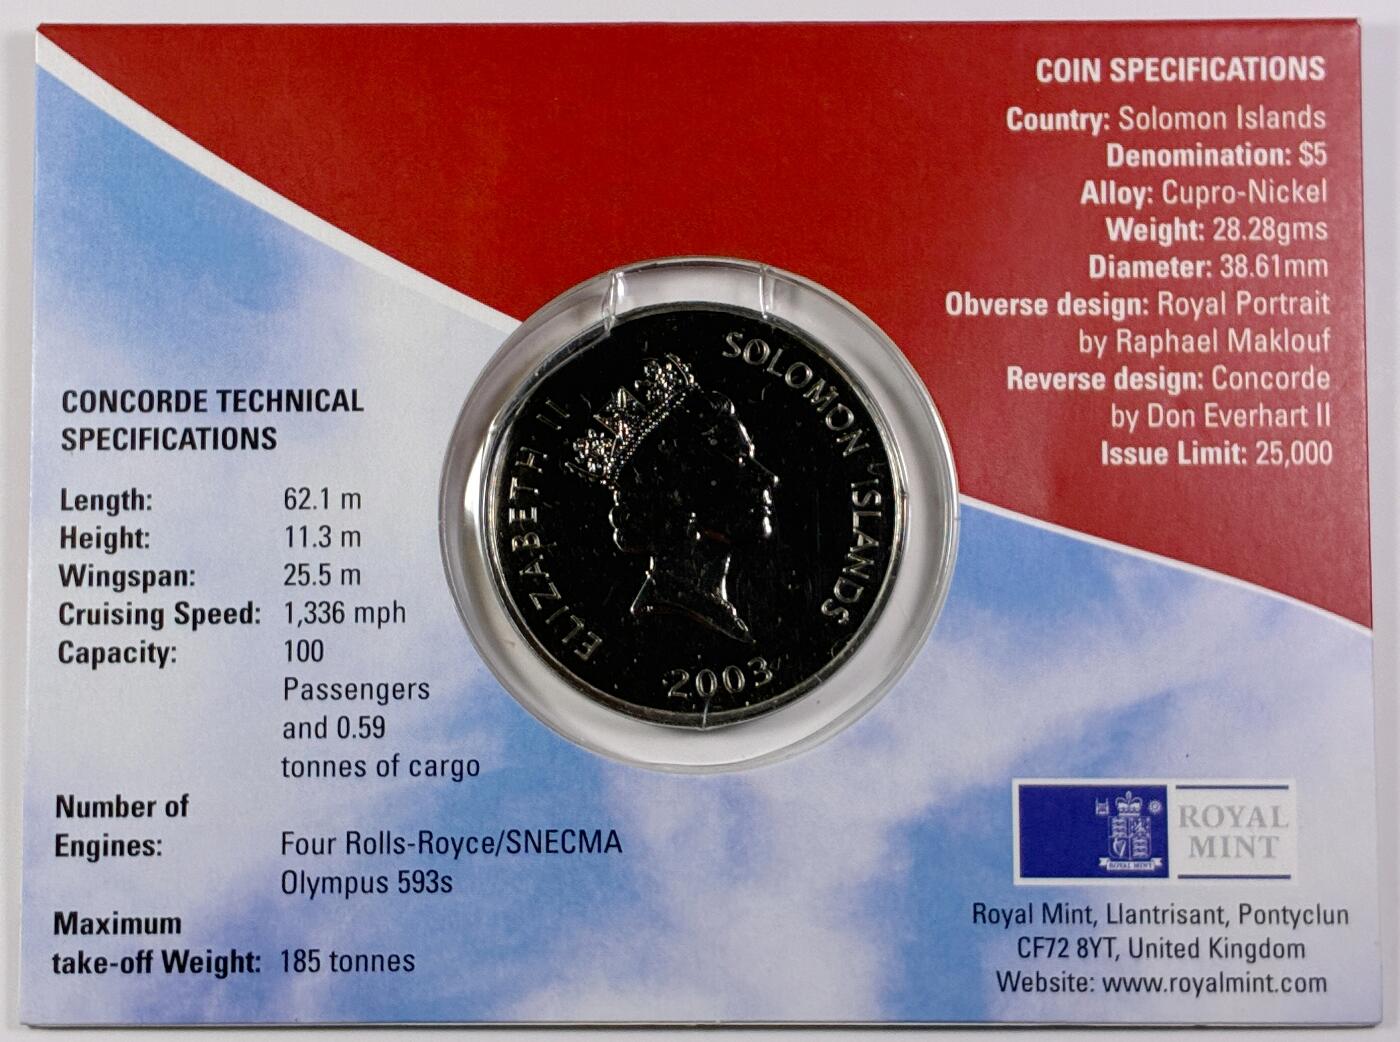 COIN SPECIFICATIONS
Country: Solomon Islands
Denomination: $5
Alloy: Cupro-Nickel
Weight: 28.28gms
Diameter: 38.61mm
Obverse design: Royal Portrait
by Raphael Maklouf
Reverse design: Concorde
by Don Everhart II
Issue Limit: 25,000
CONCORDE TECHNICAL
SPECIFICATIONS
Length: 62.1 m
Height: 11.3 m
Wingspan: 25.5 m
Cruising Speed: 1,336 mph
Capacity: 100
Passengers
and 0.59
tonnes of cargo
Number of
Engines: Four Rolls-Royce/SNECMA
Olympus 593s
Maximum
take-off Weight: 185 tonnes
ELIZABETH II
SOLOMON ISLANDS
2003
ROYAL MINT
ROYAL
MINT
Royal Mint, Llantrisant, Pontyclun
CF72 8YT, United Kingdom
Website: www.royalmint.com